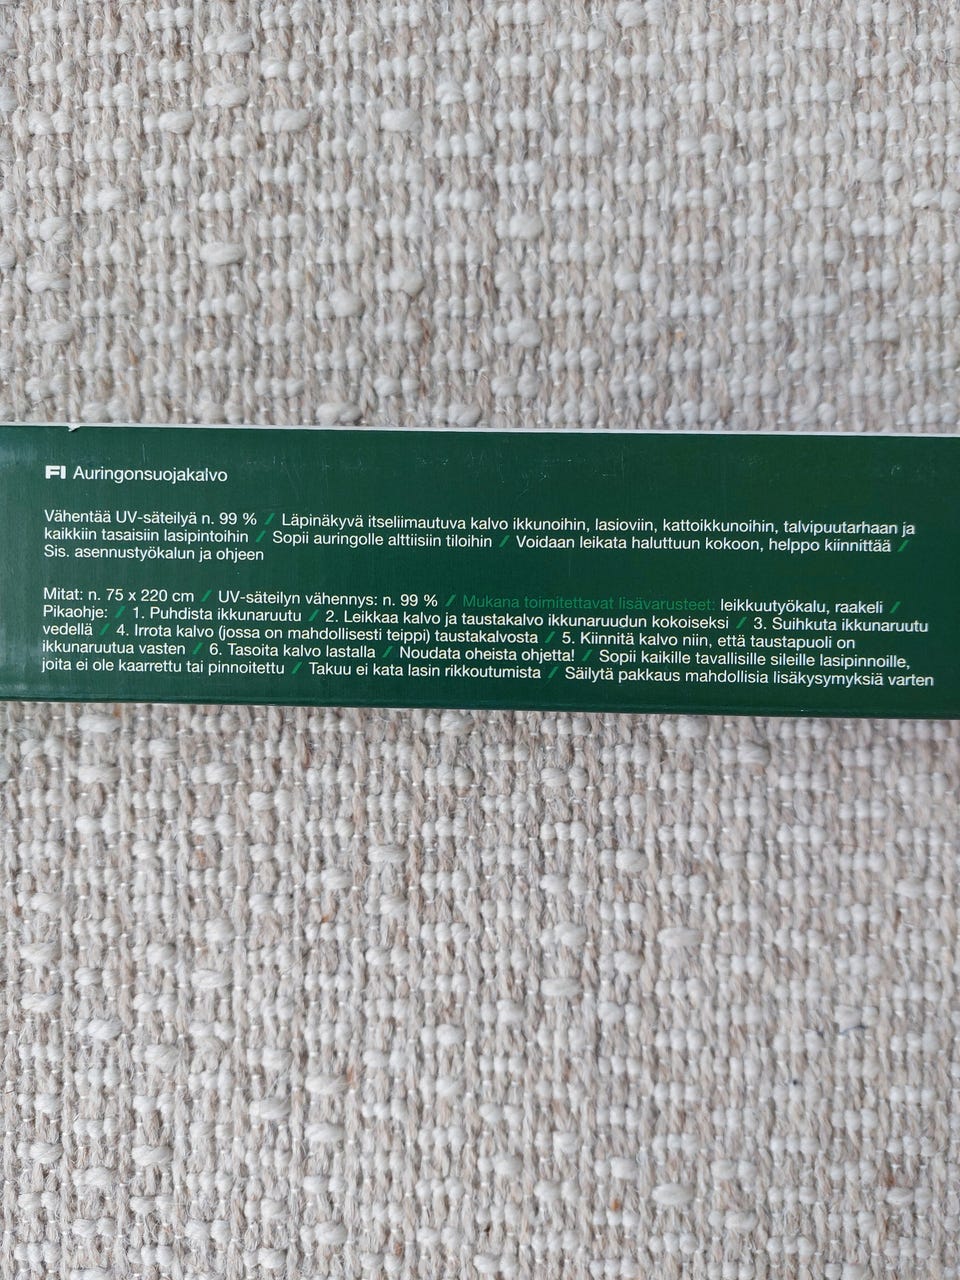 FI Auringonsuojakalvo
Vähentää UV-säteilyä n. 99 % / Läpinäkyvä itseliimautuva kalvo ikkunoihin, lasioviin, kattoikkunoihin, talvipuutarhaan ja
kaikkiin tasaisiin lasipintoihin / Sopii auringolle alttiisiin tiloihin / Voidaan leikata haluttuun kokoon, helppo kiinnittää /
Sis. asennustyökalun ja ohjeen
Mitat: n. 75 x 220 cm / UV-säteilyn vähennys: n. 99 % / Mukana toimitettavat lisävarusteet: leikkuutyökalu, raakeli /
Pikaohje: / 1. Puhdista ikkunaruutu / 2. Leikkaa kalvo ja taustakalvo ikkunaruudun kokoiseksi / 3. Suihkuta ikkunaruutu
vedellä / 4. Irrota kalvo (jossa on mahdollisesti teippi) taustakalvosta / 5. Kiinnitä kalvo niin, että taustapuoli on
ikkunaruutua vasten / 6. Tasoita kalvo lastalla / Noudata oheista ohjetta! / Sopii kaikille tavallisille sileille lasipinnoille,
joita ei ole kaarrettu tai pinnoitettu / Takuu ei kata lasin rikkoutumista / Säilytä pakkaus mahdollisia lisäkysymyksiä varten